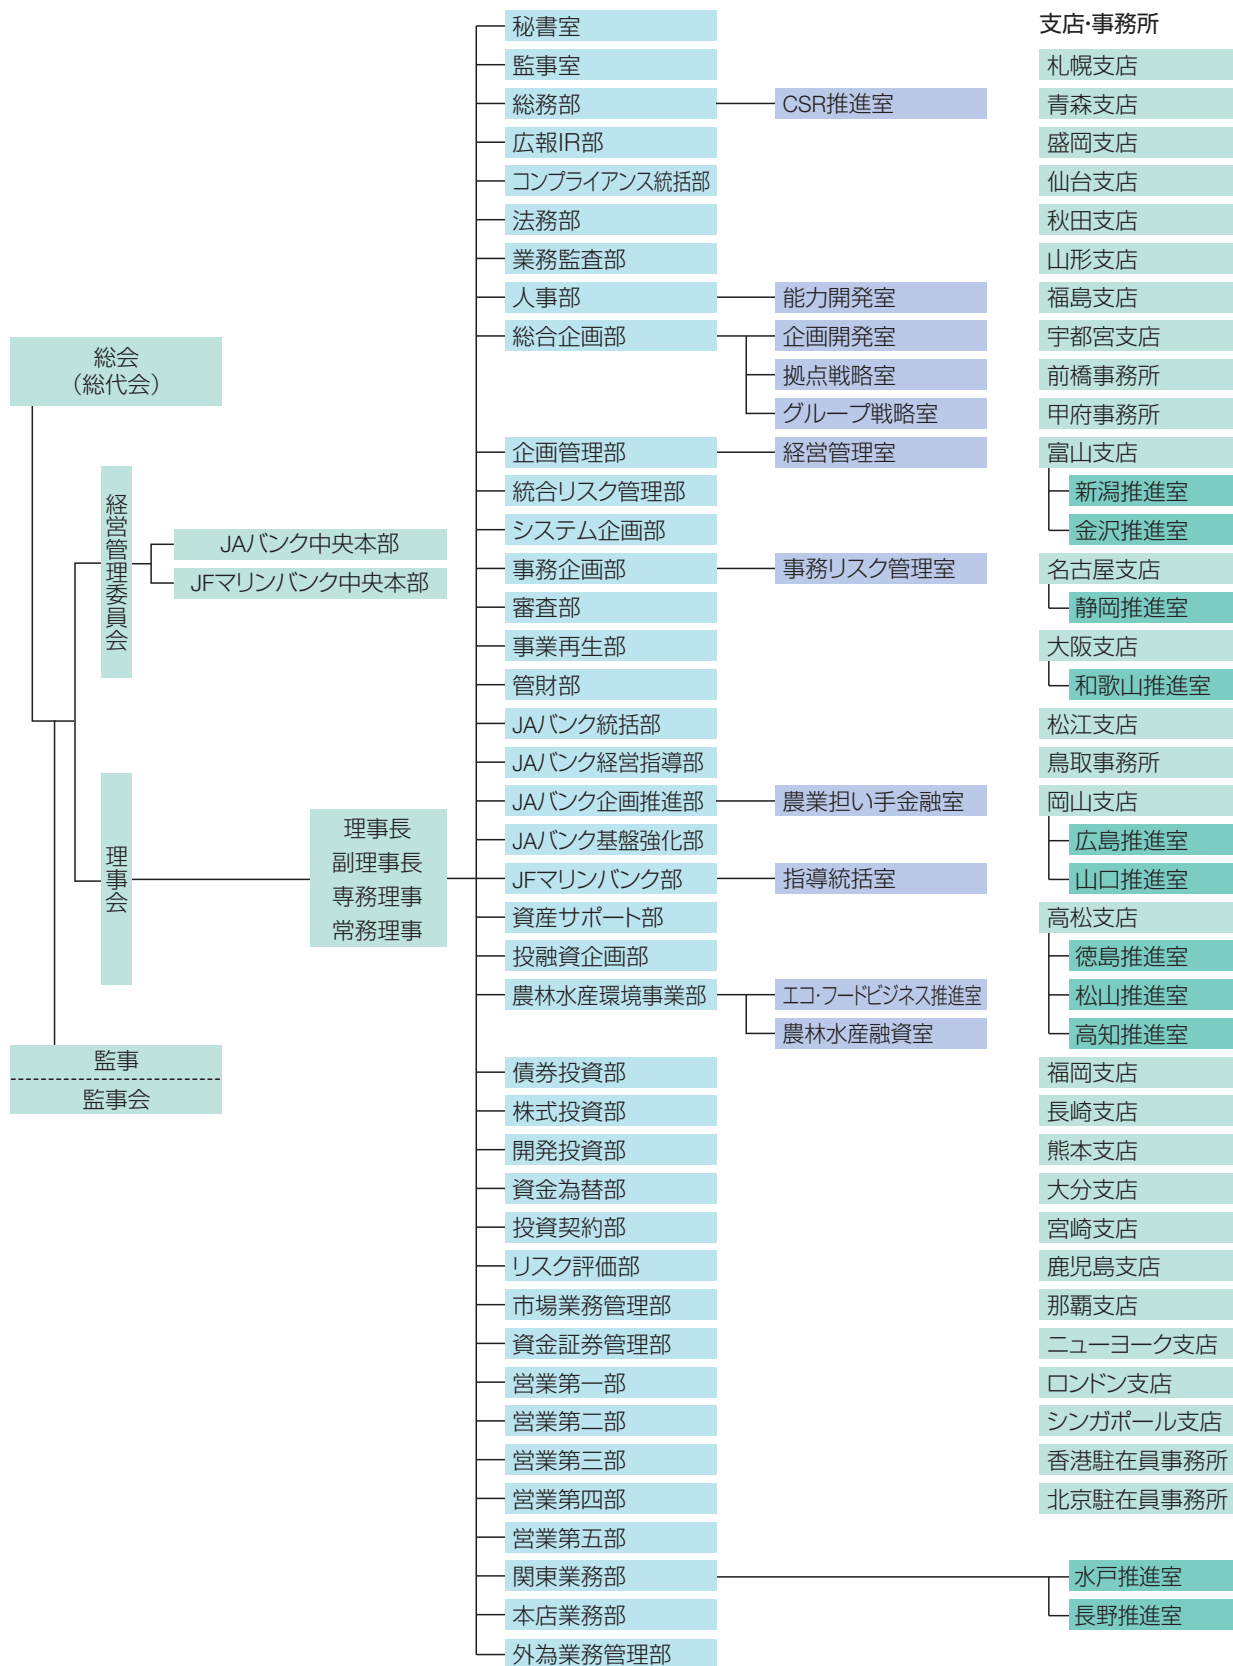 総会
(総代会)
経営管理委員会
JAバンク中央本部
JFマリンバンク中央本部
理事会
理事長
副理事長
専務理事
常務理事
監事
監事会
秘書室
監事室
総務部
CSR推進室
広報IR部
コンプライアンス統括部
法務部
業務監査部
人事部
能力開発室
総合企画部
企画開発室
拠点戦略室
グループ戦略室
企画管理部
経営管理室
統合リスク管理部
システム企画部
事務企画部
事務リスク管理室
審査部
事業再生部
管財部
JAバンク統括部
JAバンク経営指導部
JAバンク企画推進部
農業担い手金融室
JAバンク基盤強化部
JFマリンバンク部
指導統括室
資産サポート部
投融資企画部
農林水産環境事業部
エコ・フードビジネス推進室
農林水産融資室
債券投資部
株式投資部
開発投資部
資金為替部
投資契約部
リスク評価部
市場業務管理部
資金証券管理部
営業第一部
営業第二部
営業第三部
営業第四部
営業第五部
関東業務部
水戸推進室
長野推進室
本店業務部
外為業務管理部
支店・事務所
札幌支店
青森支店
盛岡支店
仙台支店
秋田支店
山形支店
福島支店
宇都宮支店
前橋事務所
甲府事務所
富山支店
新潟推進室
金沢推進室
名古屋支店
静岡推進室
大阪支店
和歌山推進室
松江支店
鳥取事務所
岡山支店
広島推進室
山口推進室
高松支店
徳島推進室
松山推進室
高知推進室
福岡支店
長崎支店
熊本支店
大分支店
宮崎支店
鹿児島支店
那覇支店
ニューヨーク支店
ロンドン支店
シンガポール支店
香港駐在員事務所
北京駐在員事務所